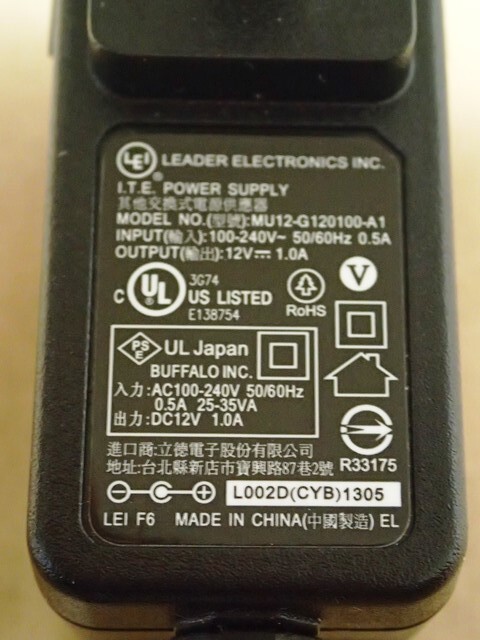 LEI LEADER ELECTRONICS INC.
I.T.E. POWER SUPPLY
其他交換式電源供應器
MODEL NO.(型號):MU12-G120100-A1
INPUT(輸入):100-240V~ 50/60Hz 0.5A
OUTPUT(輸出):12V⎓ 1.0A
3G74
C UL US LISTED
E138754
RoHS
V
PSE UL Japan
BUFFALO INC.
入力:AC100-240V 50/60Hz
0.5A 25-35VA
出力:DC12V 1.0A
R33175
進口商:立德電子股份有限公司
地址:台北縣新店市寶興路87巷2號
L002D(CYB)1305
LEI F6 MADE IN CHINA(中國製造) EL